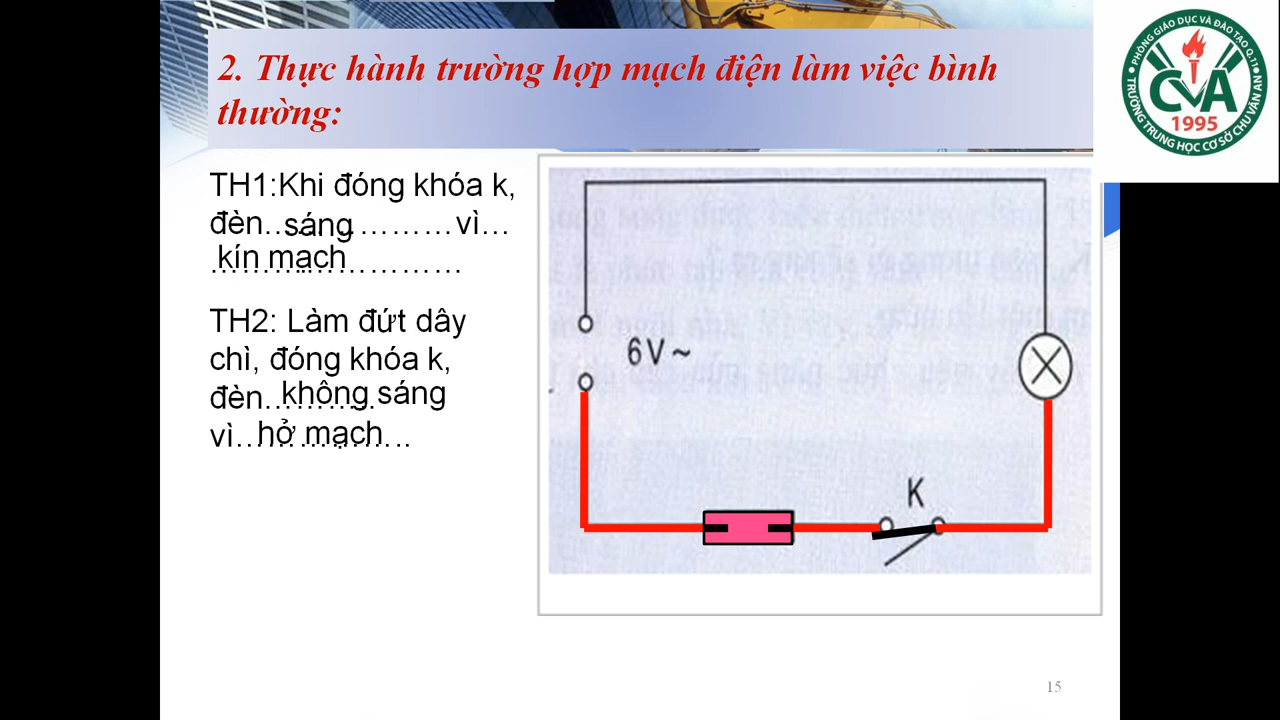 2. Thực hành trường hợp mạch điện làm việc bình
thường:
PHÒNG GIÁO DỤC VÀ ĐÀO TẠO Q.11
CVA
1995
TRƯỜNG TRUNG HỌC CƠ SỞ CHU VĂN AN
TH1:Khi đóng khóa k,
đèn……sáng……………vì…
kín mạch
TH2: Làm đứt dây
chì, đóng khóa k,
đèn……không sáng
vì…hở mạch…..
6V ~
K
15